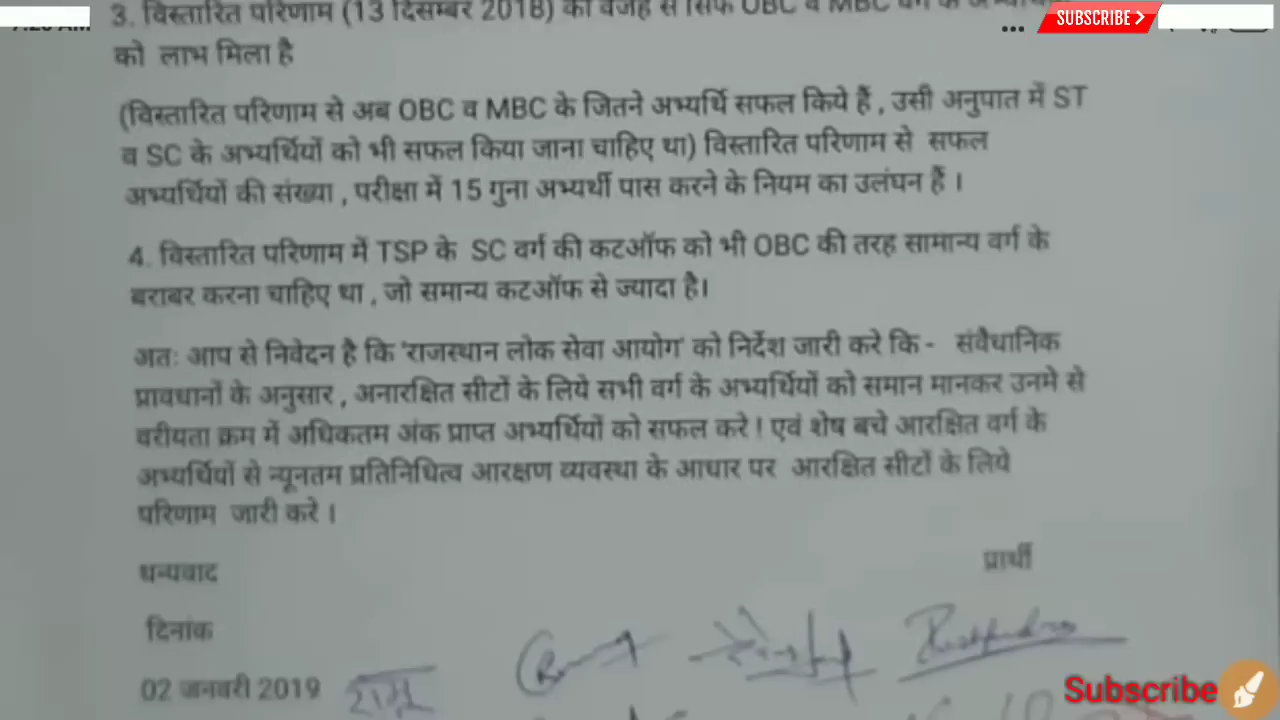 SUBSCRIBE
3. विस्तारित परिणाम (13 दिसम्बर 2018) की वजह से सिर्फ OBC व MBC वर्ग के
को लाभ मिला है
(विस्तारित परिणाम से अब OBC व MBC के जितने अभ्यर्थि सफल किये हैं , उसी अनुपात में ST
व SC के अभ्यर्थियों को भी सफल किया जाना चाहिए था) विस्तारित परिणाम से सफल
अभ्यर्थियों की संख्या , परीक्षा में 15 गुना अभ्यर्थी पास करने के नियम का उलंघन हैं ।
4. विस्तारित परिणाम में TSP के SC वर्ग की कटऑफ को भी OBC की तरह सामान्य वर्ग के
बराबर करना चाहिए था , जो समान्य कटऑफ से ज्यादा है।
अतः आप से निवेदन है कि 'राजस्थान लोक सेवा आयोग' को निर्देश जारी करे कि - संवैधानिक
प्रावधानों के अनुसार , अनारक्षित सीटों के लिये सभी वर्ग के अभ्यर्थियों को समान मानकर उनमे से
वरीयता क्रम में अधिकतम अंक प्राप्त अभ्यर्थियों को सफल करे ! एवं शेष बचे आरक्षित वर्ग के
अभ्यर्थियों से न्यूनतम प्रतिनिधित्व आरक्षण व्यवस्था के आधार पर आरक्षित सीटों के लिये
परिणाम जारी करे ।
धन्यवाद प्रार्थी
दिनांक
02 जनवरी 2019 रामू
Subscribe